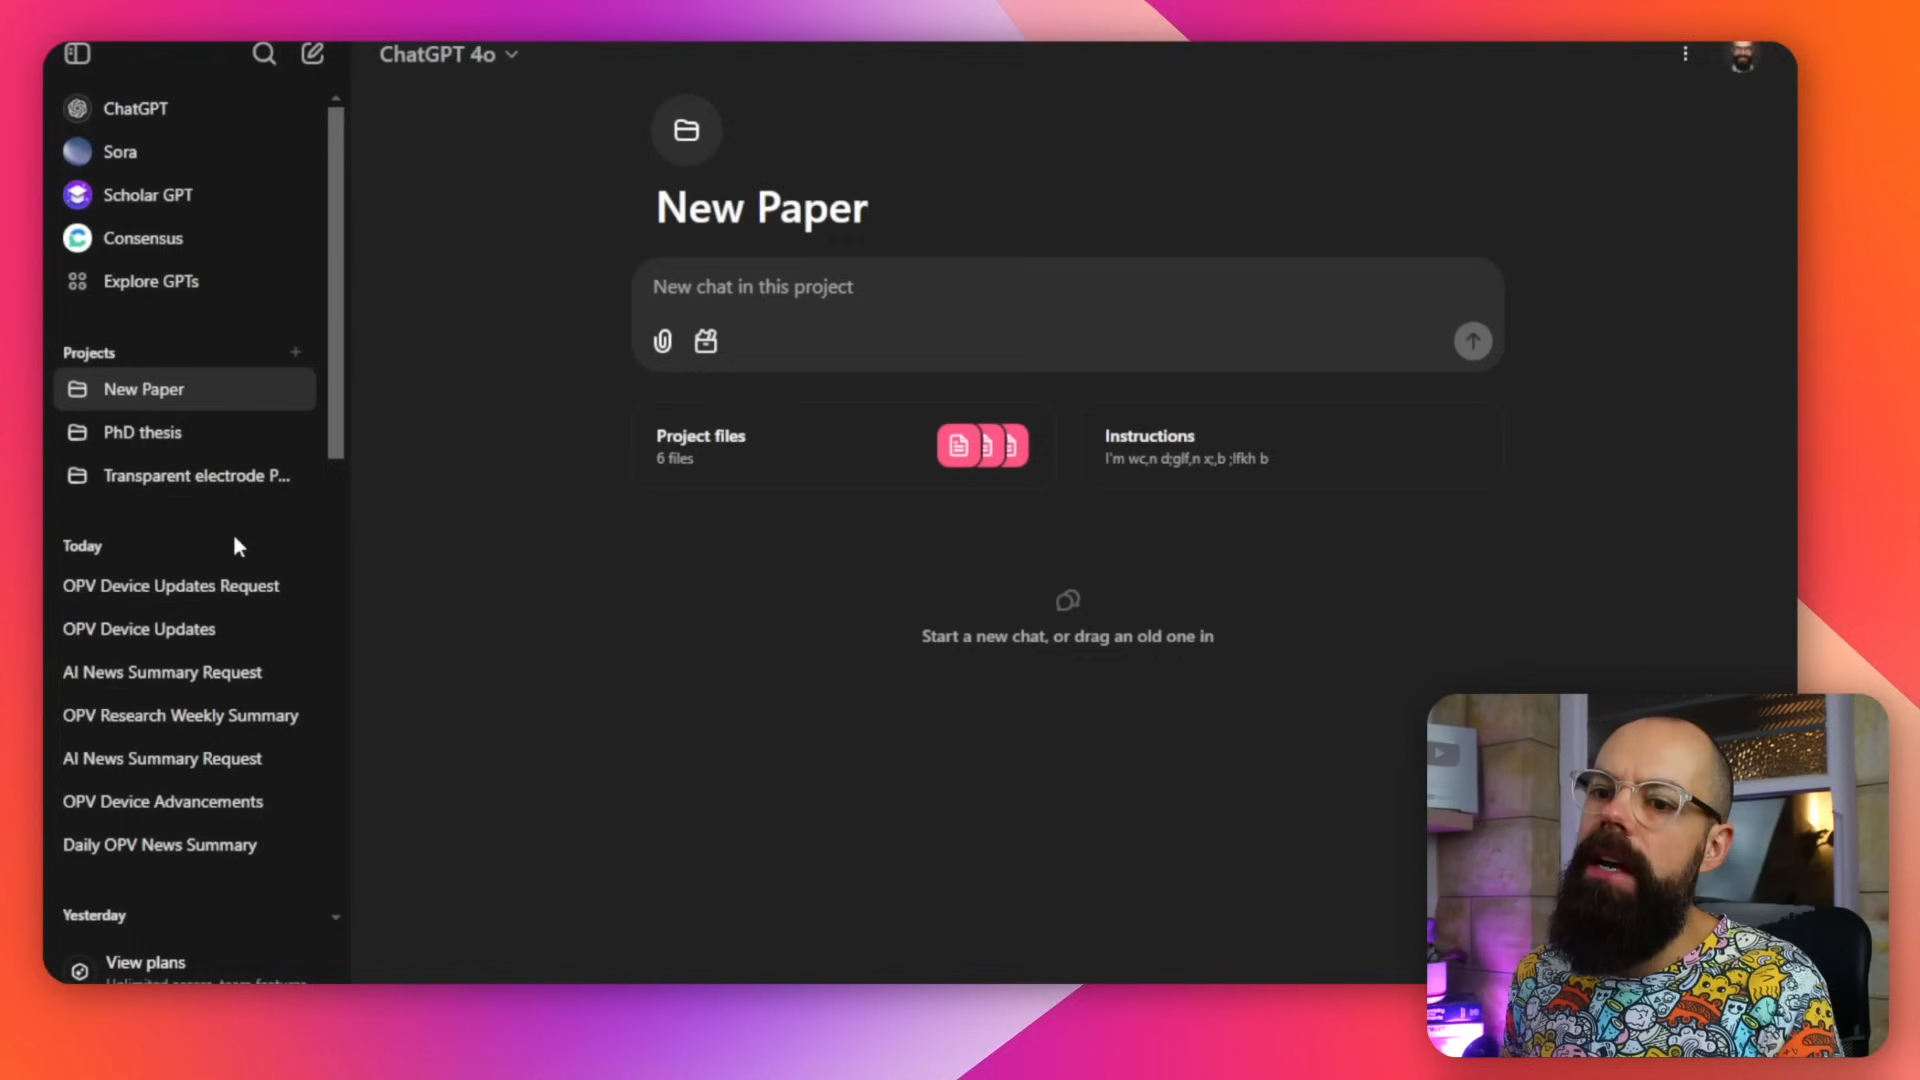 ChatGPT 4o
ChatGPT
Sora
Scholar GPT
Consensus
Explore GPTs
Projects
New Paper
PhD thesis
Transparent electrode P...
Today
OPV Device Updates Request
OPV Device Updates
AI News Summary Request
OPV Research Weekly Summary
AI News Summary Request
OPV Device Advancements
Daily OPV News Summary
Yesterday
View plans
New Paper
New chat in this project
Project files
6 files
Instructions
I'm wc,n d;glf,n x;,b ;lfkh b
Start a new chat, or drag an old one in